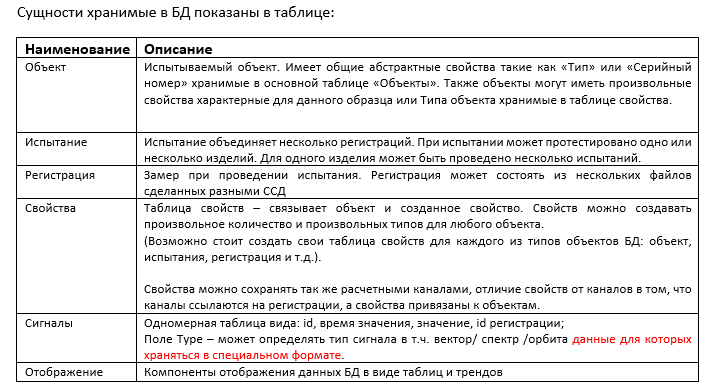 Сущности хранимые в БД показаны в таблице:
Наименование Описание
Объект Испытываемый объект. Имеет общие абстрактные свойства такие как «Тип» или «Серийный
номер» хранимые в основной таблице «Объекты». Также объекты могут иметь произвольные
свойства характерные для данного образца или Типа объекта хранимые в таблице свойства.
Испытание Испытание объединяет несколько регистраций. При испытании может протестировано одно или
несколько изделий. Для одного изделия может быть проведено несколько испытаний.
Регистрация Замер при проведении испытания. Регистрация может состоять из нескольких файлов
сделанных разными ССД
Свойства Таблица свойств – связывает объект и созданное свойство. Свойств можно создавать
произвольное количество и произвольных типов для любого объекта.
(Возможно стоит создать свои таблица свойств для каждого из типов объектов БД: объект,
испытания, регистрация и т.д.).
Свойства можно сохранять так же расчетными каналами, отличие свойств от каналов в том, что
каналы ссылаются на регистрации, а свойства привязаны к объектам.
Сигналы Одномерная таблица вида: id, время значения, значение, id регистрации;
Поле Type – может определять тип сигнала в т.ч. вектор/ спектр /орбита данные для которых
храняться в специальном формате.
Отображение Компоненты отображения данных БД в виде таблиц и трендов